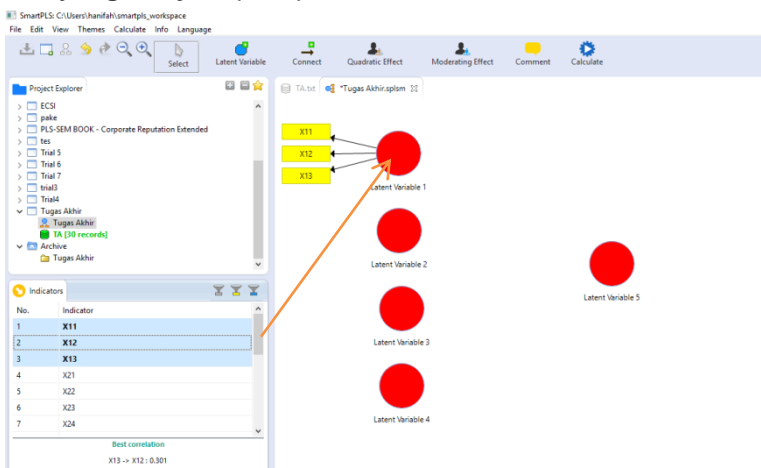 SmartPLS: C:\Users\hanifah\smartpls_workspace
File Edit View Themes Calculate Info Language
Select Latent Variable Connect Quadratic Effect Moderating Effect Comment Calculate
Project Explorer
TA.txt *Tugas Akhir.splsm
ECSI
pake
PLS-SEM BOOK - Corporate Reputation Extended
tes
Trial 5
Trial 6
Trial 7
trial3
Trial4
Tugas Akhir
Tugas Akhir
TA [30 records]
Archive
Tugas Akhir
Indicators
No. Indicator
1 X11
2 X12
3 X13
4 X21
5 X22
6 X23
7 X24
Best correlation
X13 -> X12 : 0.301
X11
X12
X13
Latent Variable 1
Latent Variable 2
Latent Variable 3
Latent Variable 4
Latent Variable 5